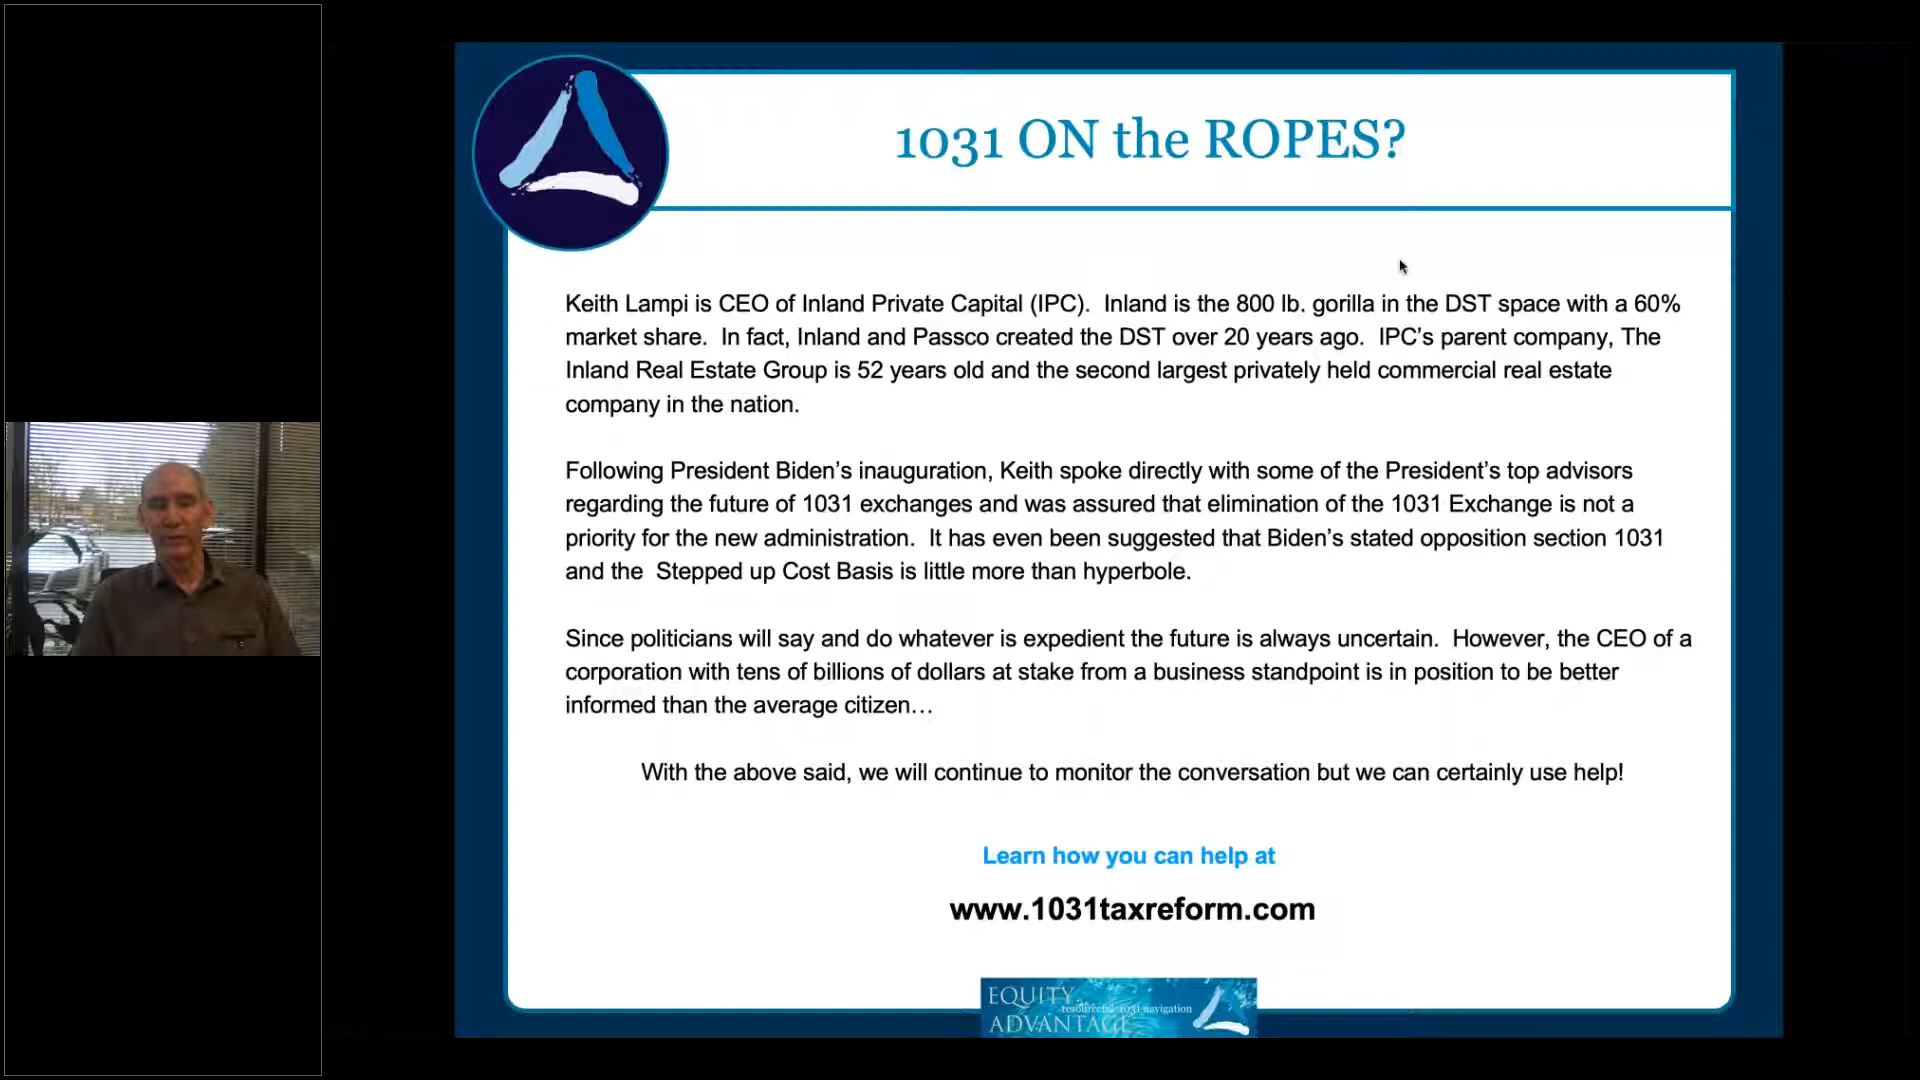 1031 ON the ROPES?
Keith Lampi is CEO of Inland Private Capital (IPC).  Inland is the 800 lb. gorilla in the DST space with a 60%
market share.  In fact, Inland and Passco created the DST over 20 years ago.  IPC’s parent company, The
Inland Real Estate Group is 52 years old and the second largest privately held commercial real estate
company in the nation.
Following President Biden’s inauguration, Keith spoke directly with some of the President’s top advisors
regarding the future of 1031 exchanges and was assured that elimination of the 1031 Exchange is not a
priority for the new administration.  It has even been suggested that Biden’s stated opposition section 1031
and the  Stepped up Cost Basis is little more than hyperbole.
Since politicians will say and do whatever is expedient the future is always uncertain.  However, the CEO of a
corporation with tens of billions of dollars at stake from a business standpoint is in position to be better
informed than the average citizen…
With the above said, we will continue to monitor the conversation but we can certainly use help!
Learn how you can help at
www.1031taxreform.com
EQUITY
resourceful 1031 navigation
ADVANTAGE